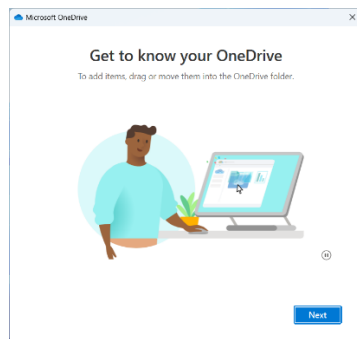 Microsoft OneDrive
Get to know your OneDrive
To add items, drag or move them into the OneDrive folder.
Next